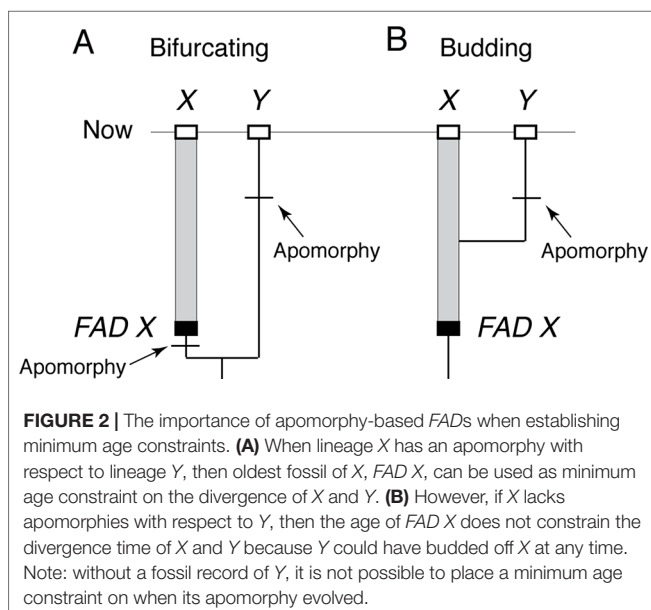 A
Bifurcating
B
Budding
X
Y
X
Y
Now
Apomorphy
Apomorphy
FAD X
FAD X
Apomorphy
FIGURE 2 | The importance of apomorphy-based FADs when establishing
minimum age constraints. (A) When lineage X has an apomorphy with
respect to lineage Y, then oldest fossil of X, FAD X, can be used as minimum
age constraint on the divergence of X and Y. (B) However, if X lacks
apomorphies with respect to Y, then the age of FAD X does not constrain the
divergence time of X and Y because Y could have budded off X at any time.
Note: without a fossil record of Y, it is not possible to place a minimum age
constraint on when its apomorphy evolved.